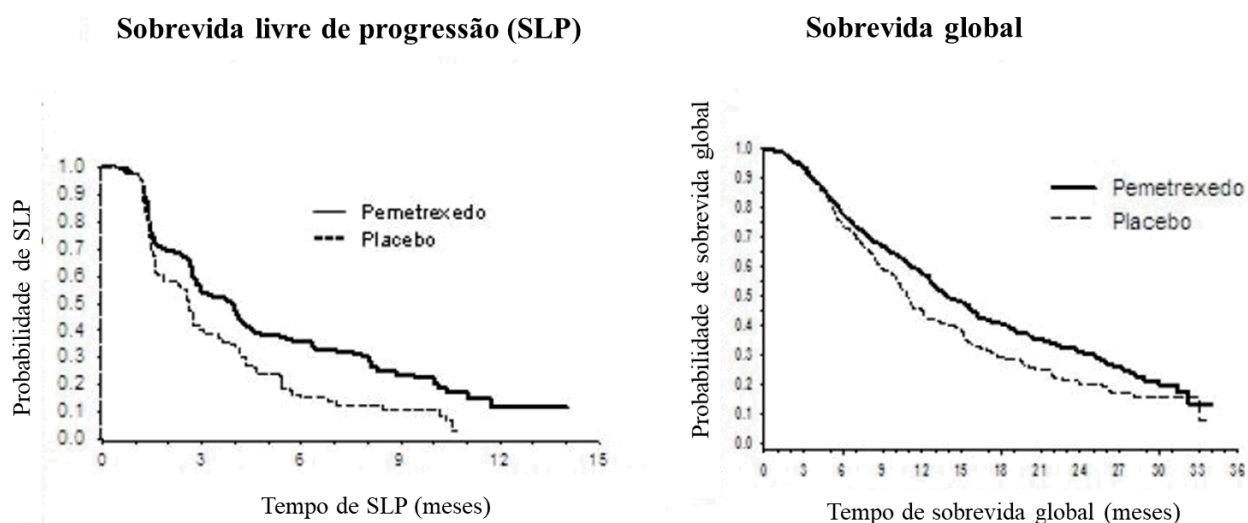 Sobrevida livre de progressão (SLP)
Probabilidade de SLP
1.0
0.9
0.8
0.7
0.6
0.5
0.4
0.3
0.2
0.1
0.0
Pemetrexedo
Placebo
0 3 6 9 12 15
Tempo de SLP (meses)
Sobrevida global
Probabilidade de sobrevida global
1.0
0.9
0.8
0.7
0.6
0.5
0.4
0.3
0.2
0.1
0.0
Pemetrexedo
Placebo
0 3 6 9 12 15 18 21 24 27 30 33 36
Tempo de sobrevida global (meses)